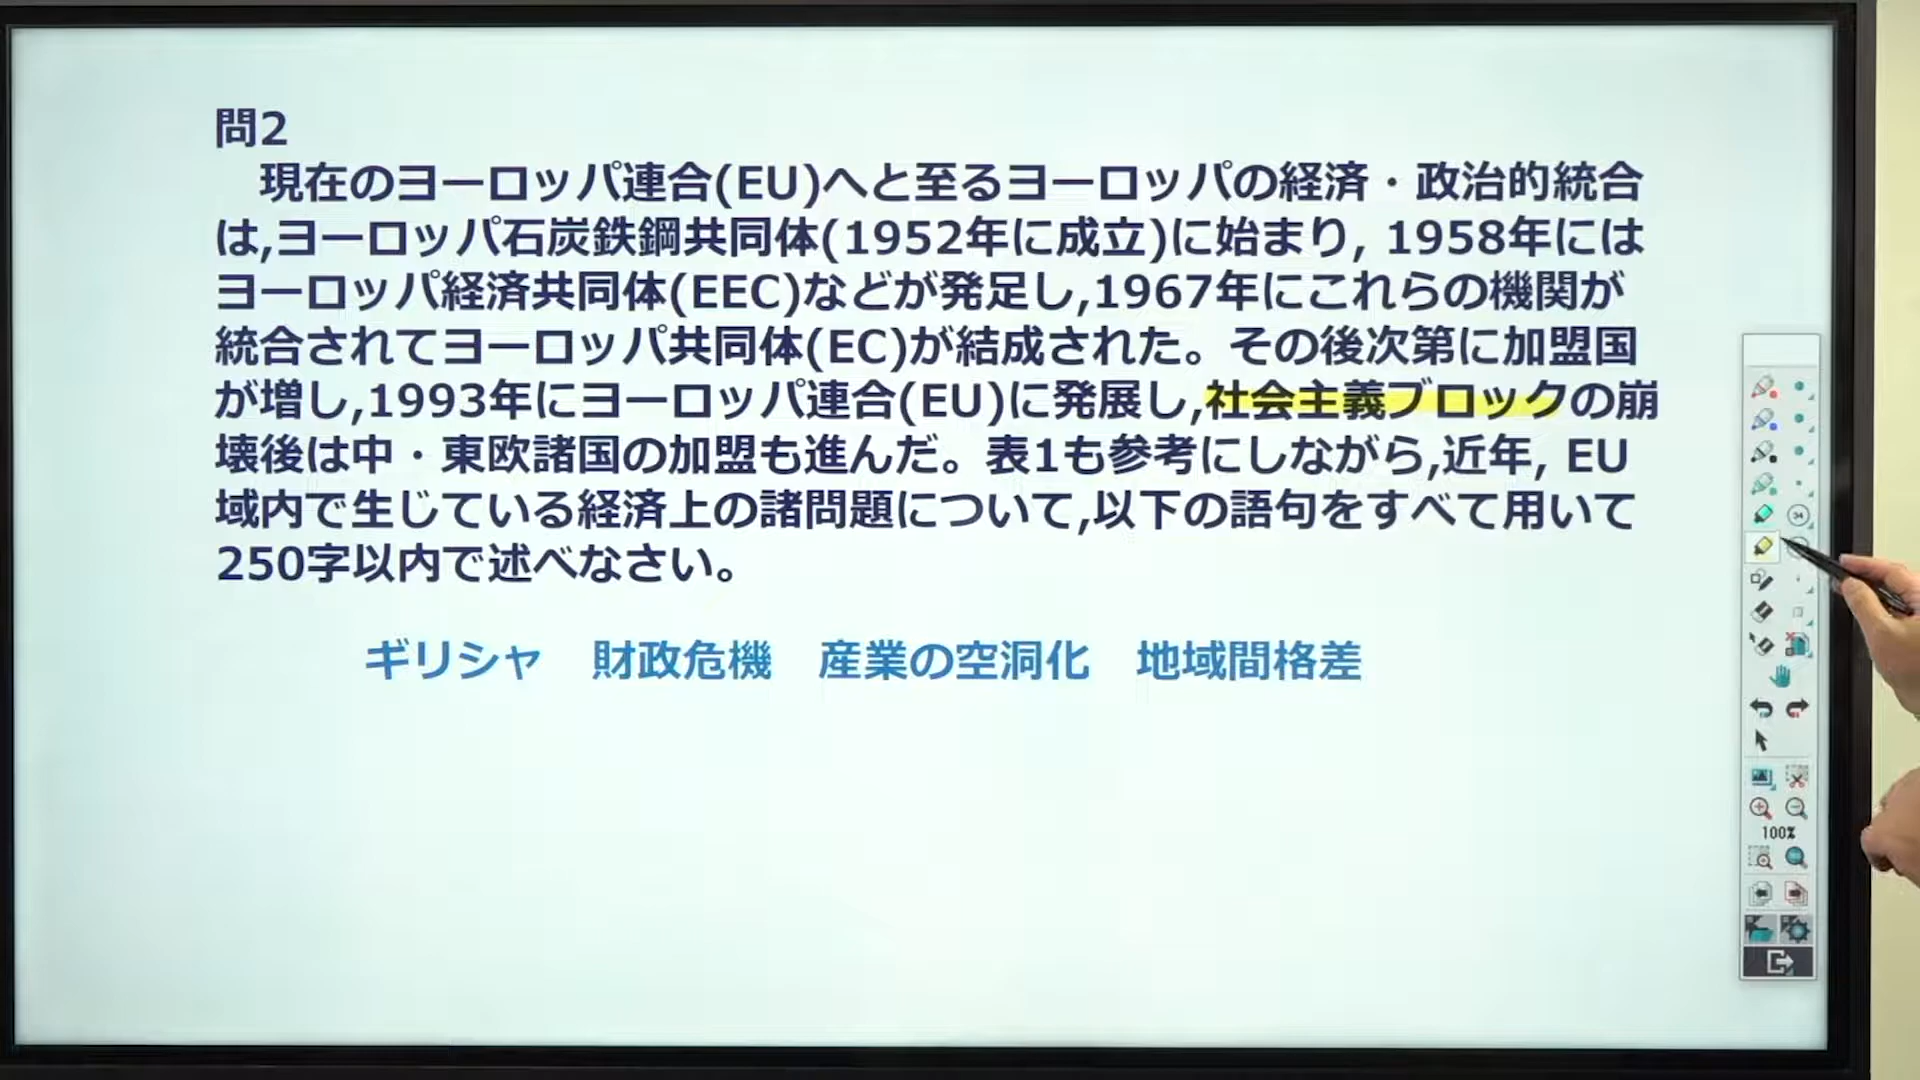 問2
現在のヨーロッパ連合(EU)へと至るヨーロッパの経済・政治的統合
は,ヨーロッパ石炭鉄鋼共同体(1952年に成立)に始まり, 1958年には
ヨーロッパ経済共同体(EEC)などが発足し,1967年にこれらの機関が
統合されてヨーロッパ共同体(EC)が結成された。その後次第に加盟国
が増し,1993年にヨーロッパ連合(EU)に発展し,社会主義ブロックの崩
壊後は中・東欧諸国の加盟も進んだ。表1も参考にしながら,近年, EU
域内で生じている経済上の諸問題について,以下の語句をすべて用いて
250字以内で述べなさい。
ギリシャ 財政危機 産業の空洞化 地域間格差
34
100%